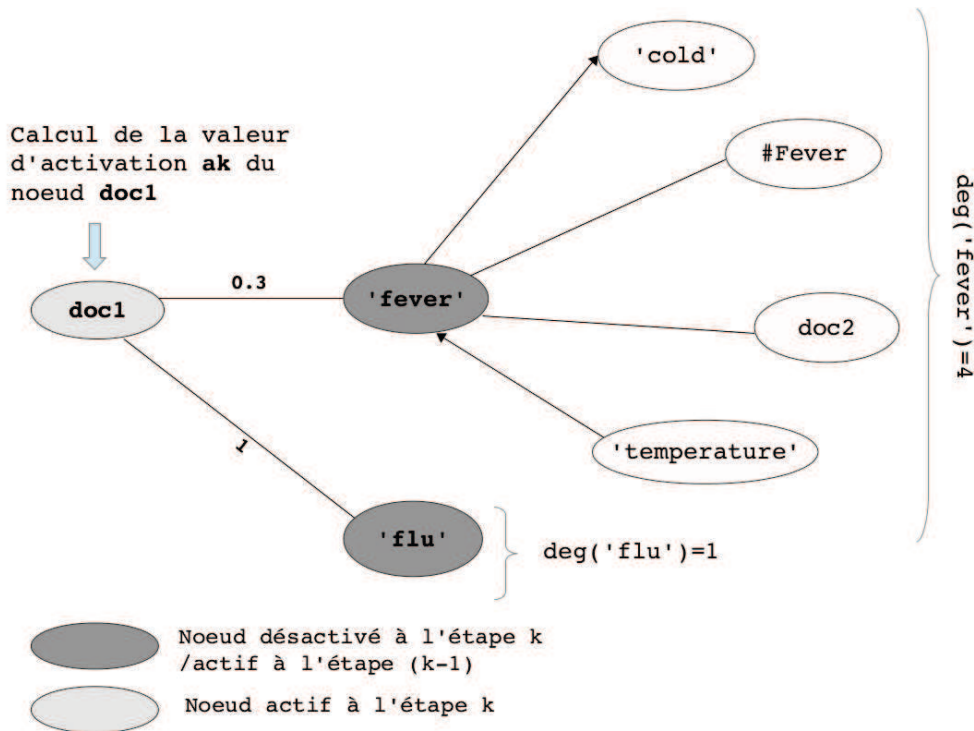 'cold'
Calcul de la valeur
d'activation ak du
noeud doc1
#Fever
deg('fever')=4
0.3
doc1
'fever'
doc2
1
'temperature'
'flu'
deg('flu')=1
Noeud désactivé à l'étape k
/actif à l'étape (k-1)
Noeud actif à l'étape k